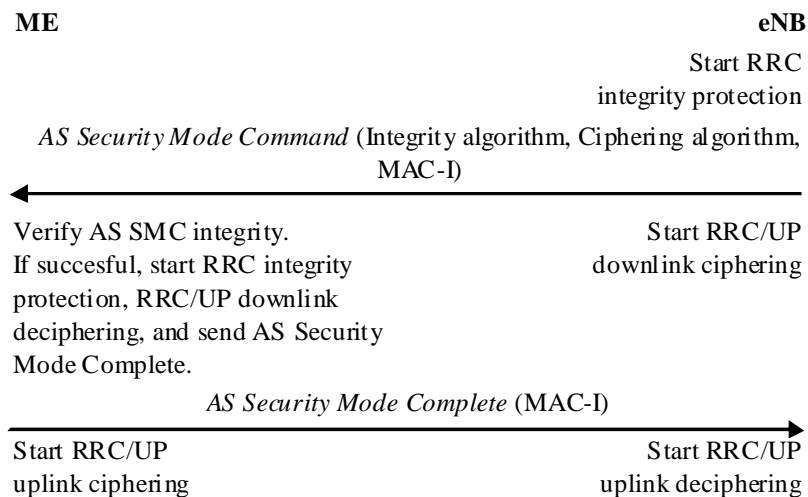 ME
eNB
Start RRC
integrity protection
AS Security Mode Command (Integrity algorithm, Ciphering algorithm,
MAC-I)
Verify AS SMC integrity.
If succesful, start RRC integrity
protection, RRC/UP downlink
deciphering, and send AS Security
Mode Complete.
Start RRC/UP
downlink ciphering
AS Security Mode Complete (MAC-I)
Start RRC/UP
uplink ciphering
Start RRC/UP
uplink deciphering